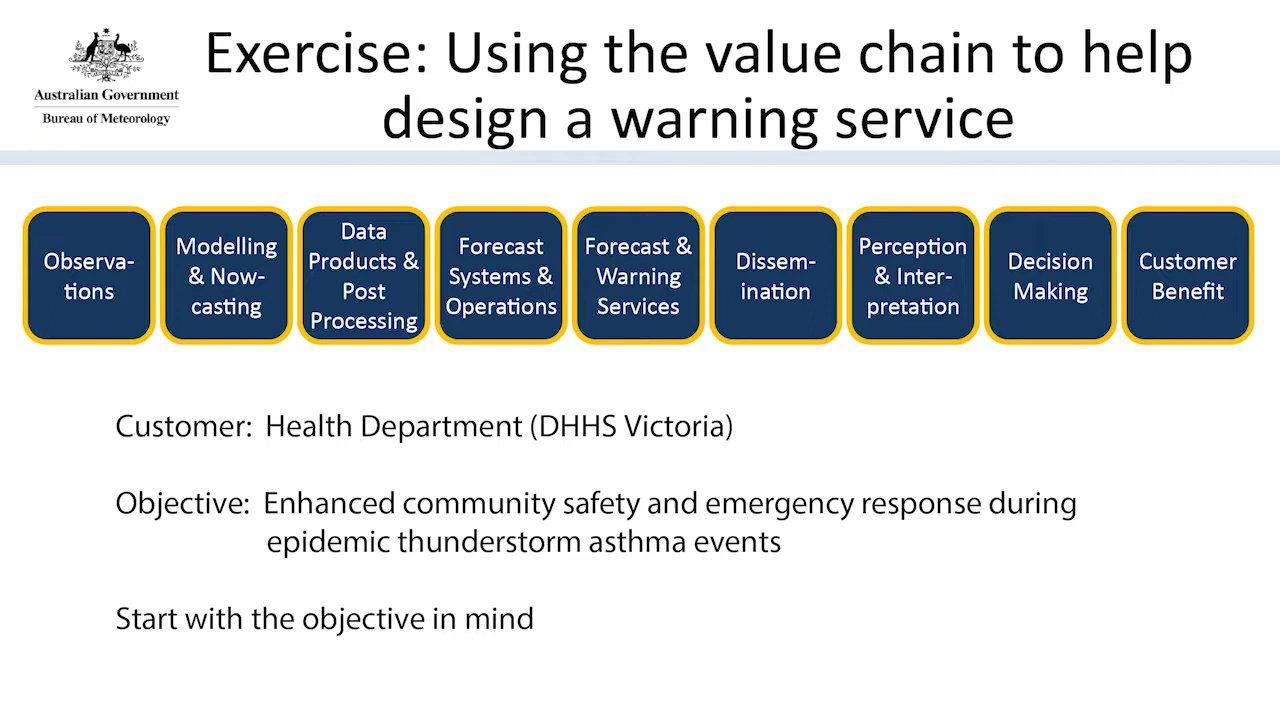 Australian Government
Bureau of Meteorology
Exercise: Using the value chain to help
design a warning service
Observa-
tions
Modelling
& Now-
casting
Data
Products &
Post
Processing
Forecast
Systems &
Operations
Forecast &
Warning
Services
Dissem-
ination
Perception
& Inter-
pretation
Decision
Making
Customer
Benefit
Customer: Health Department (DHHS Victoria)
Objective: Enhanced community safety and emergency response during
epidemic thunderstorm asthma events
Start with the objective in mind